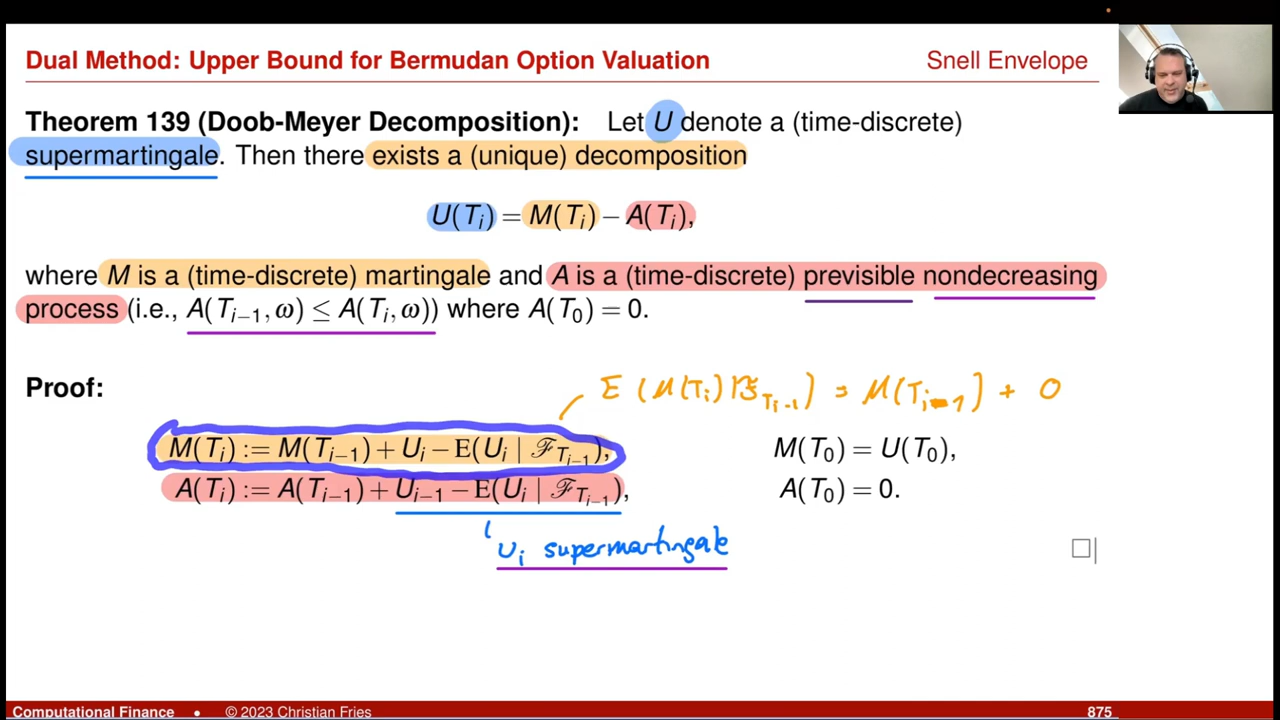 Dual Method: Upper Bound for Bermudan Option Valuation Snell Envelope
Theorem 139 (Doob-Meyer Decomposition): Let U denote a (time-discrete)
supermartingale. Then there exists a (unique) decomposition
U(T_i) = M(T_i) − A(T_i),
where M is a (time-discrete) martingale and A is a (time-discrete) previsible nondecreasing
process (i.e., A(T_{i−1}, ω) ≤ A(T_i, ω)) where A(T_0) = 0.
Proof:
E (M(T_i) | ℱ_{T_{i-1}}) = M(T_{i-1}) + 0
M(T_i) := M(T_{i−1}) + U_i − E(U_i | ℱ_{T_{i−1}}), M(T_0) = U(T_0),
A(T_i) := A(T_{i−1}) + U_{i−1} − E(U_i | ℱ_{T_{i−1}}), A(T_0) = 0.
U_i supermartingale
□
Computational Finance • © 2023 Christian Fries 875